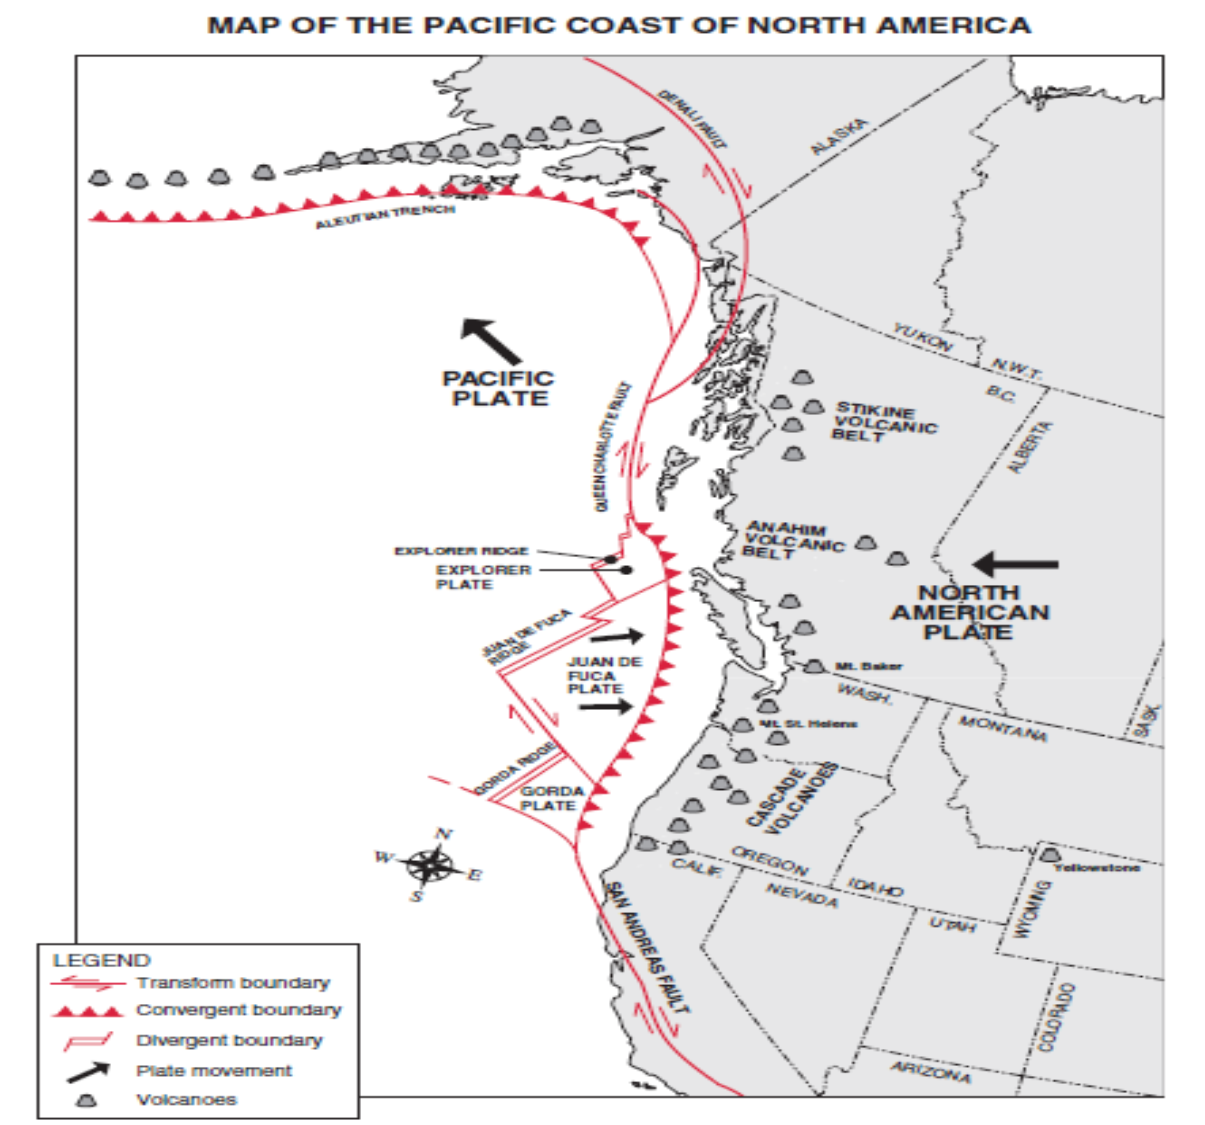 MAP OF THE PACIFIC COAST OF NORTH AMERICA
DENALI FAULT
ALASKA
ALEUTIAN TRENCH
YUKON
N.W.T.
B.C.
ALBERTA
PACIFIC
PLATE
QUEEN CHARLOTTE FAULT
STIKINE
VOLCANIC
BELT
ANAHIM
VOLCANIC
BELT
EXPLORER RIDGE
EXPLORER
PLATE
NORTH
AMERICAN
PLATE
JUAN DE FUCA
RIDGE
JUAN DE
FUCA
PLATE
Mt. Baker
WASH.
MONTANA
SASK.
Mt. St. Helens
GORDA RIDGE
GORDA
PLATE
CASCADE
VOLCANOES
N
W
E
S
CALIF.
OREGON
IDAHO
Yellowstone
NEVADA
UTAH
WYOMING
SAN ANDREAS FAULT
COLORADO
ARIZONA
LEGEND
Transform boundary
Convergent boundary
Divergent boundary
Plate movement
Volcanoes